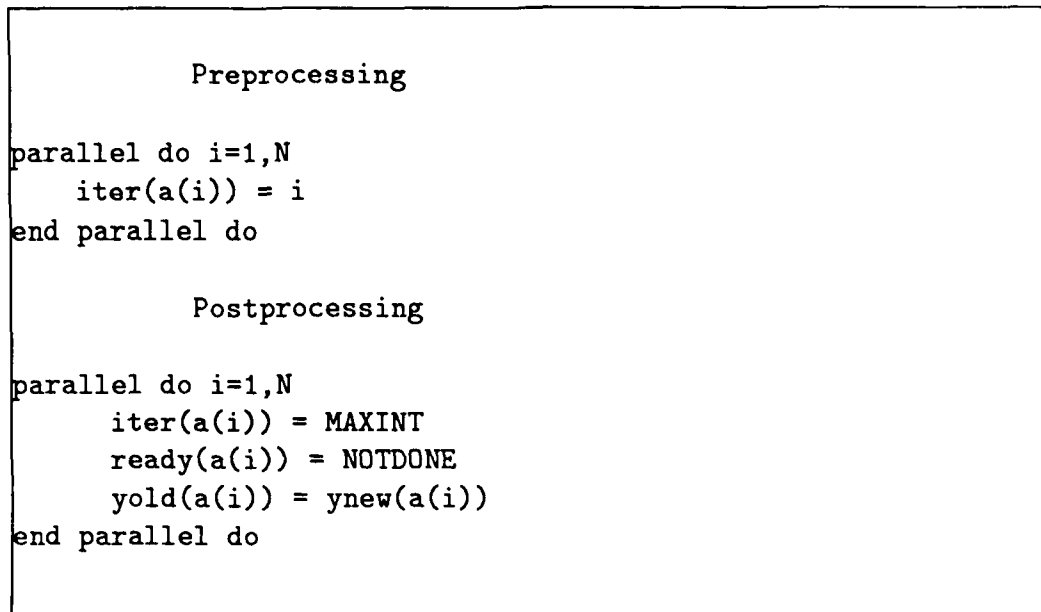 Preprocessing
parallel do i=1,N
iter(a(i)) = i
end parallel do
Postprocessing
parallel do i=1,N
iter(a(i)) = MAXINT
ready(a(i)) = NOTDONE
yold(a(i)) = ynew(a(i))
end parallel do